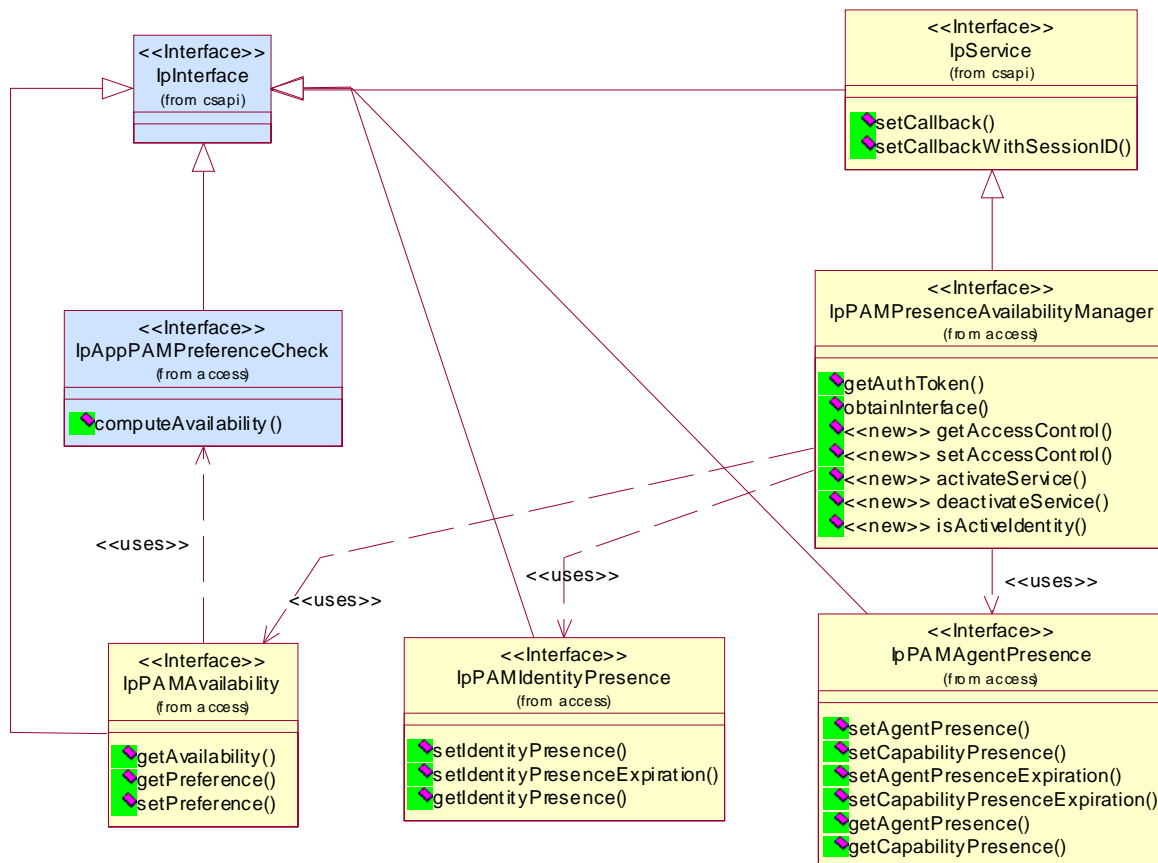 <<Interface>>
IpInterface
(from csapi)
<<Interface>>
IpService
(from csapi)
setCallback()
setCallbackWithSessionID()
<<Interface>>
IpAppPAMPreferenceCheck
(from access)
computeAvailability()
<<Interface>>
IpPAMPresenceAvailabilityManager
(from access)
getAuthToken()
obtainInterface()
<<new>> getAccessControl()
<<new>> setAccessControl()
<<new>> activateService()
<<new>> deactivateService()
<<new>> isActiveIdentity()
<<uses>>
<<uses>>
<<uses>>
<<uses>>
<<Interface>>
IpPAMAvailability
(from access)
getAvailability()
getPreference()
setPreference()
<<Interface>>
IpPAMIdentityPresence
(from access)
setIdentityPresence()
setIdentityPresenceExpiration()
getIdentityPresence()
<<Interface>>
IpPAMAgentPresence
(from access)
setAgentPresence()
setCapabilityPresence()
setAgentPresenceExpiration()
setCapabilityPresenceExpiration()
getAgentPresence()
getCapabilityPresence()